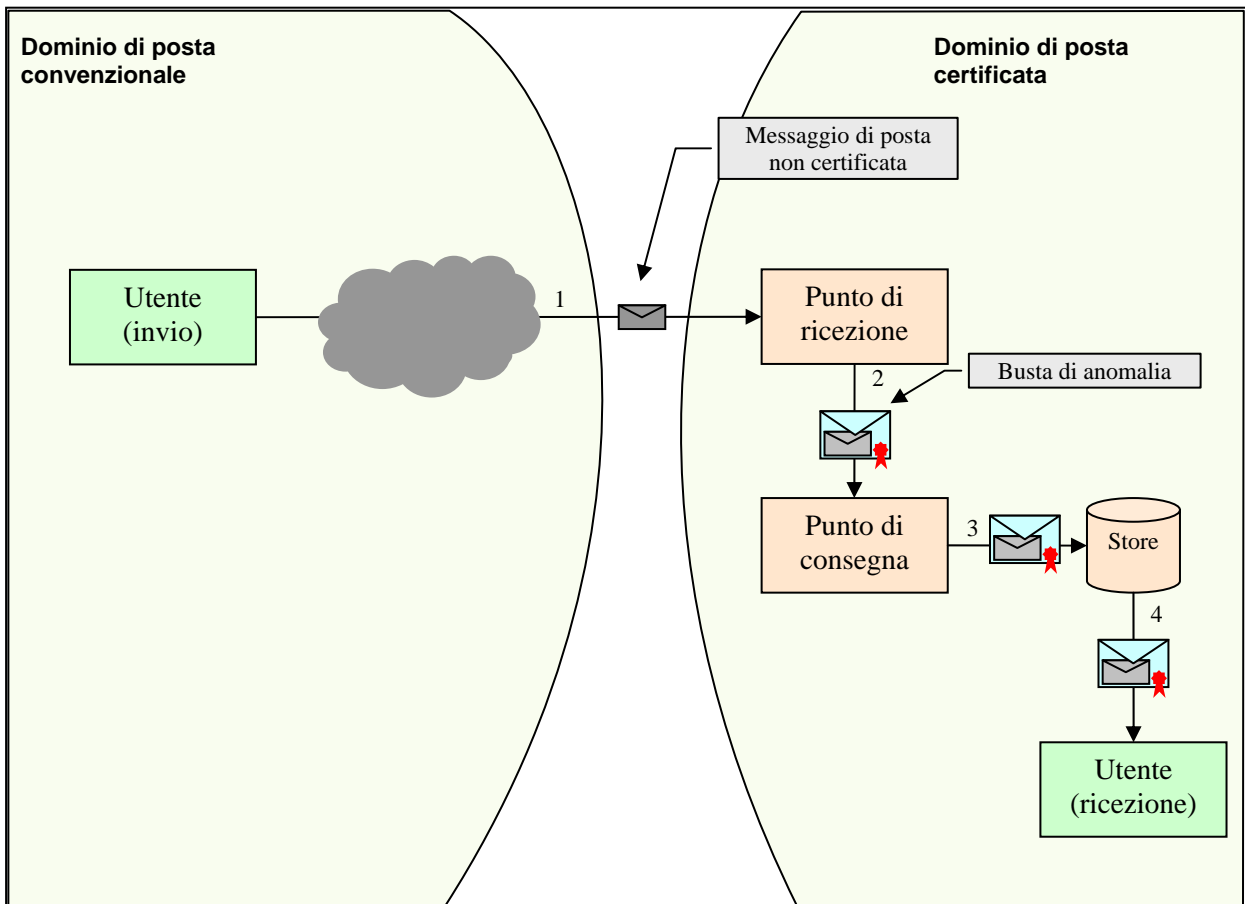 Dominio di posta
convenzionale
Dominio di posta
certificata
Messaggio di posta
non certificata
Utente
(invio)
1
Punto di
ricezione
2
Busta di anomalia
Punto di
consegna
3
Store
4
Utente
(ricezione)